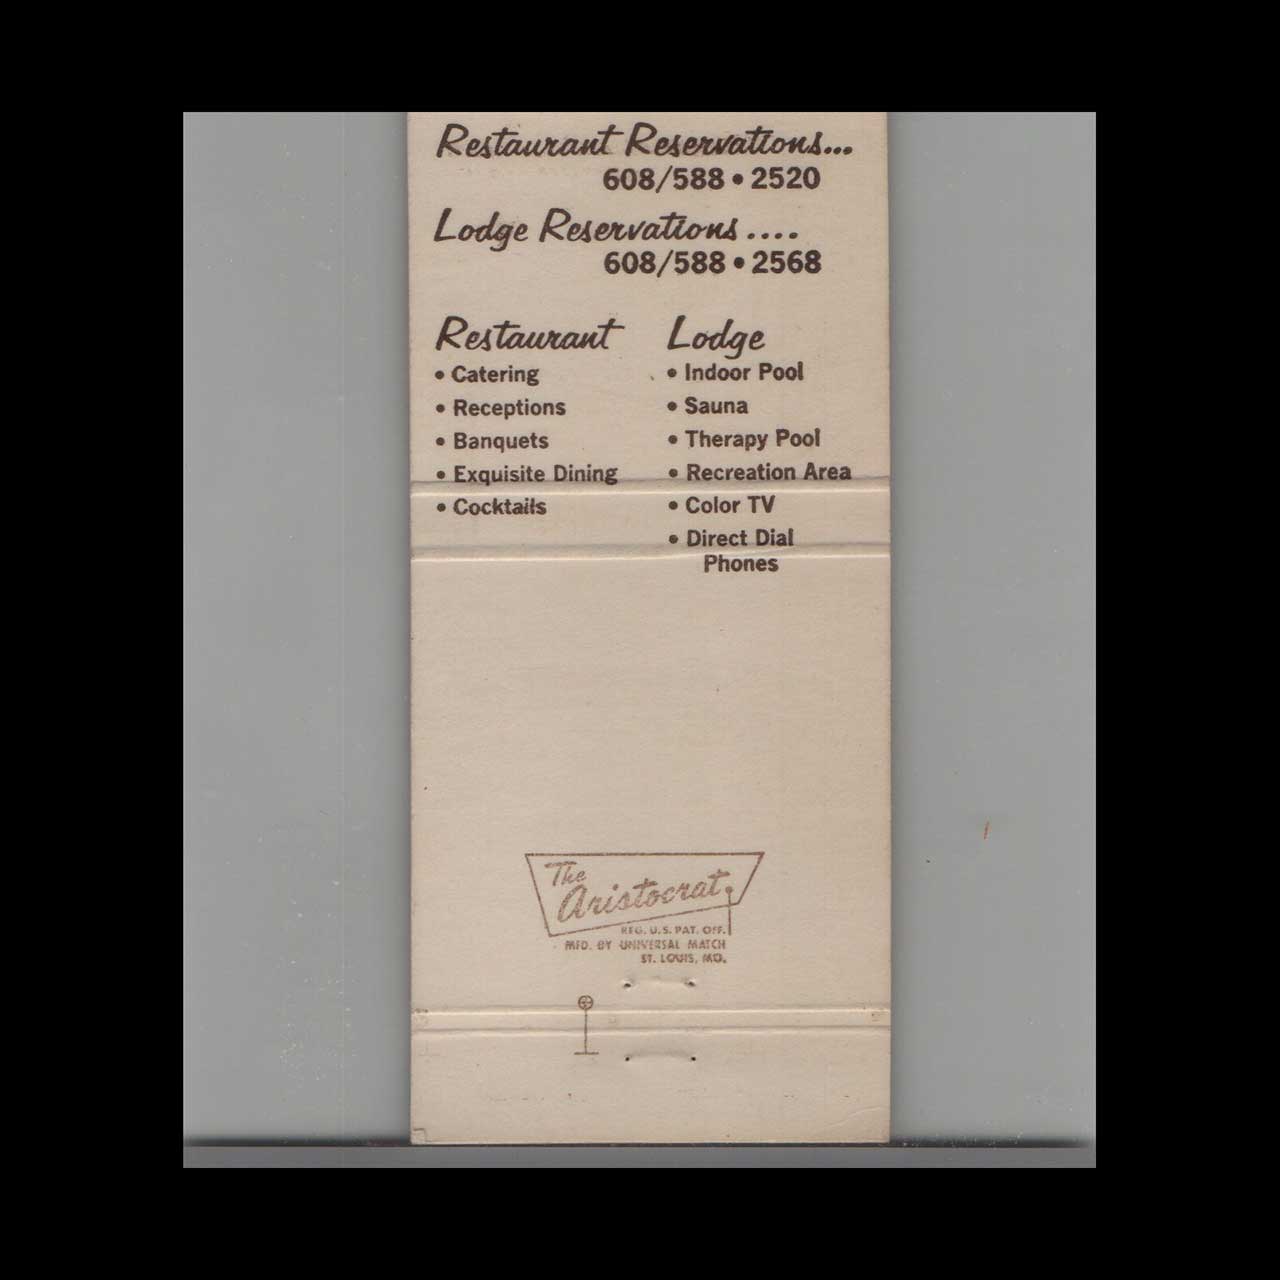 Restaurant Reservations...
608/588 • 2520
Lodge Reservations ....
608/588 • 2568
Restaurant
• Catering
• Receptions
• Banquets
• Exquisite Dining
• Cocktails
Lodge
• Indoor Pool
• Sauna
• Therapy Pool
• Recreation Area
• Color TV
• Direct Dial
Phones
The
Aristocrat
REG. U.S. PAT. OFF.
MFD. BY UNIVERSAL MATCH
ST. LOUIS, MO.